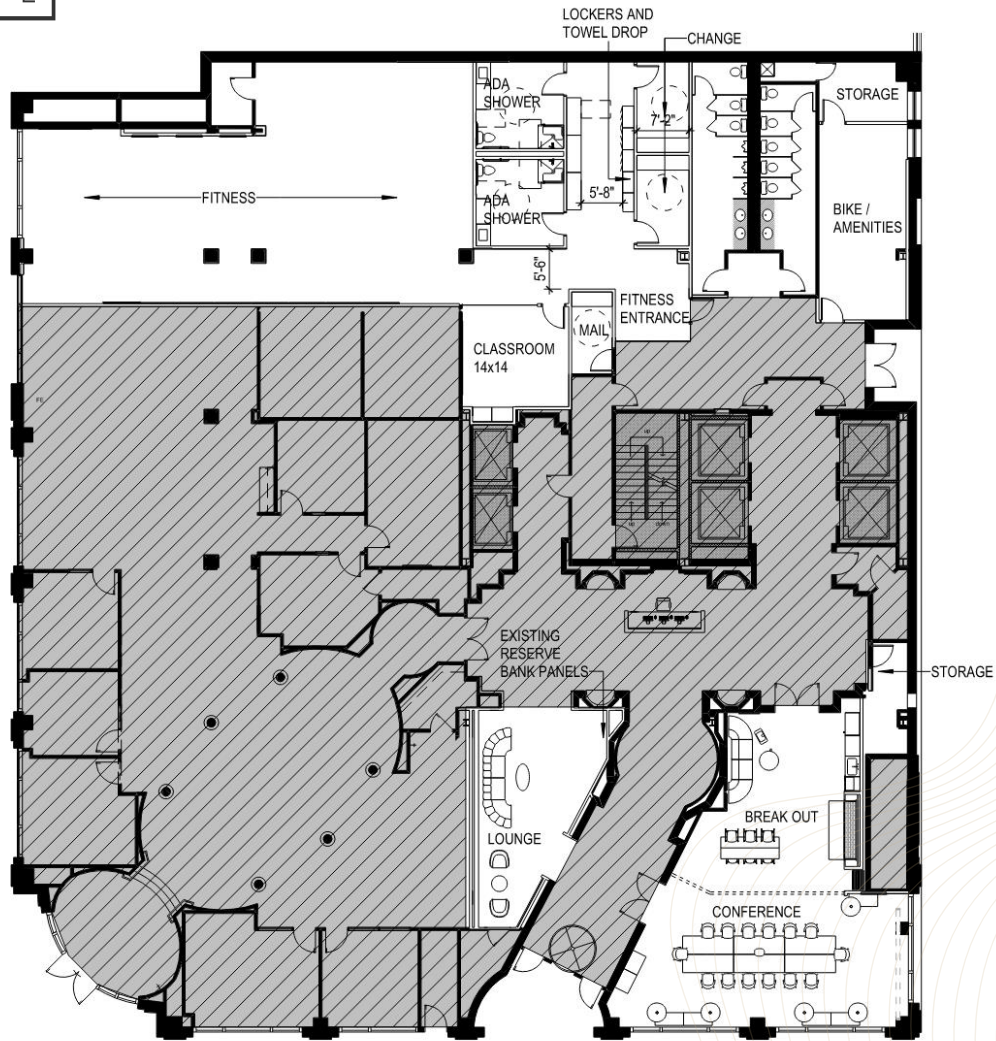 LOCKERS AND
TOWEL DROP
CHANGE
ADA
SHOWER
7'-2"
STORAGE
FITNESS
5'-8"
ADA
SHOWER
BIKE /
AMENITIES
5'-6"
FITNESS
ENTRANCE
MAIL
CLASSROOM
14x14
EXISTING
RESERVE
BANK PANELS
STORAGE
BREAK OUT
LOUNGE
CONFERENCE